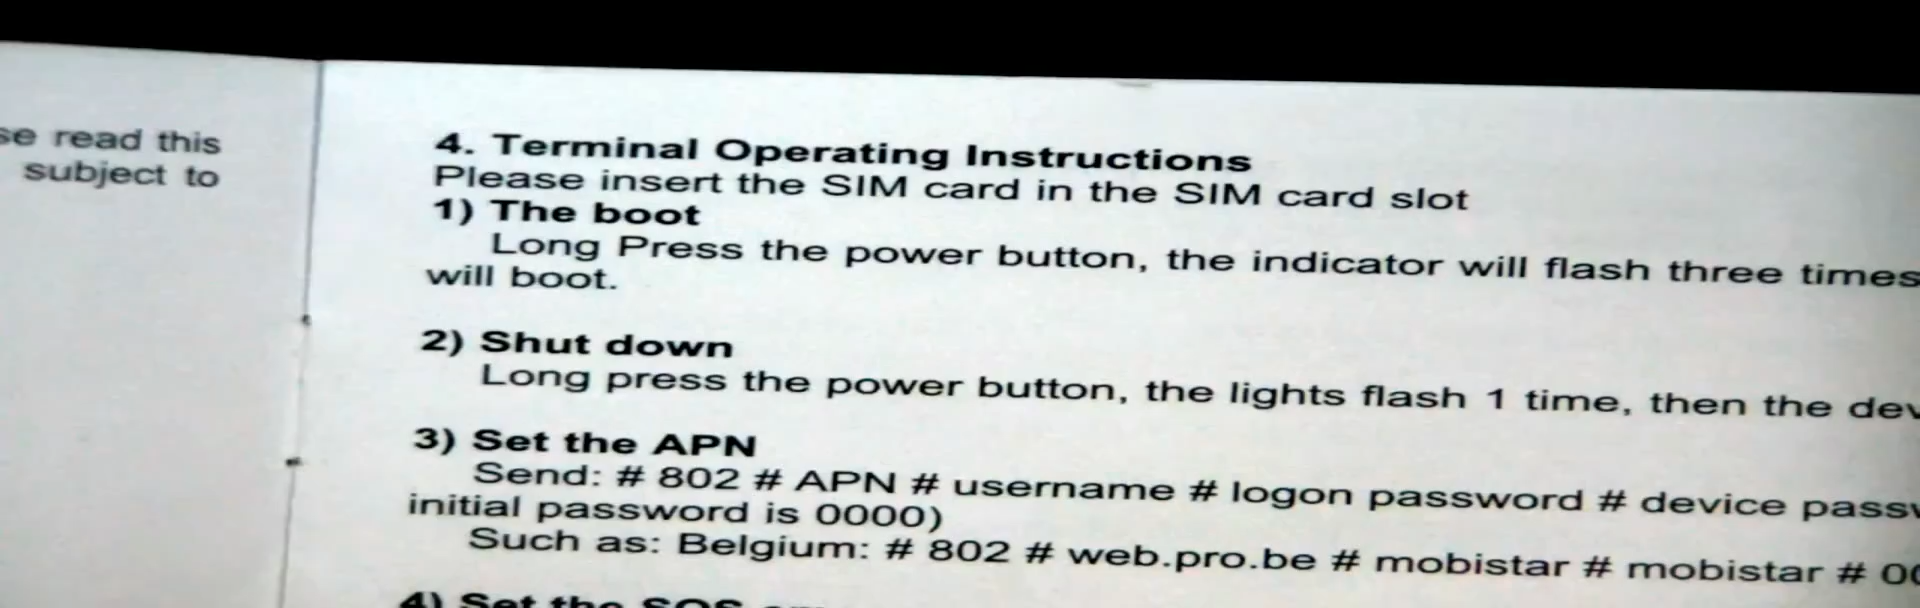 se read this
subject to
4. Terminal Operating Instructions
Please insert the SIM card in the SIM card slot
1) The boot
Long Press the power button, the indicator will flash three times
will boot.
2) Shut down
Long press the power button, the lights flash 1 time, then the dev
3) Set the APN
Send: # 802 # APN # username # logon password # device passw
initial password is 0000)
Such as: Belgium: # 802 # web.pro.be # mobistar # mobistar # 00
4) Set the SOS